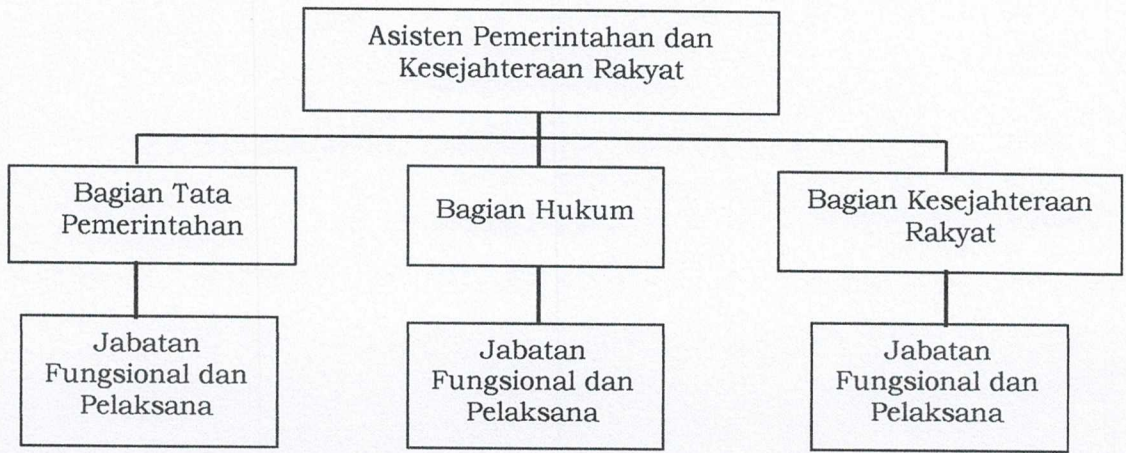 Asisten Pemerintahan dan
Kesejahteraan Rakyat
Bagian Tata
Pemerintahan
Bagian Hukum
Bagian Kesejahteraan
Rakyat
Jabatan
Fungsional dan
Pelaksana
Jabatan
Fungsional dan
Pelaksana
Jabatan
Fungsional dan
Pelaksana